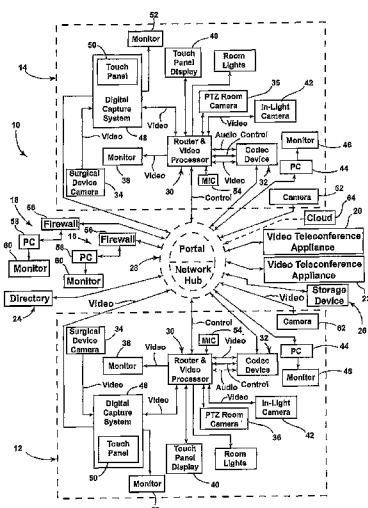 52
50
Monitor
40
Touch
Panel
Touch
Panel
Display
Room
Lights
14
Digital
Capture
System
48
36
42
PTZ Room
Camera
In-Light
Camera
10
Video
Video
Video
Audio
Control
Monitor
38
Router &
Video
Processor
Codec
Device
Monitor
46
Surgical
Device
Camera
34
30
MIC
54
Video
32
PC
44
Control
Camera
62
18
66
Firewall
58
PC
16
56
Firewall
Cloud
64
20
60
58
PC
Monitor
60
Monitor
28
Portal
Network
Hub
Video Teleconference
Appliance
Video Teleconference
Appliance
22
Directory
24
Video
Video
Storage
Device
26
Surgical
Device
Camera
34
Control
Camera
62
30
54
32
MIC
Video
44
38
Monitor
Router &
Video
Processor
Codec
Device
PC
Video
Video
48
Audio
Control
Video
Monitor
46
Digital
Capture
System
PTZ Room
Camera
In-Light
Camera
36
42
12
Touch
Panel
50
Touch
Panel
Display
40
Room
Lights
Monitor